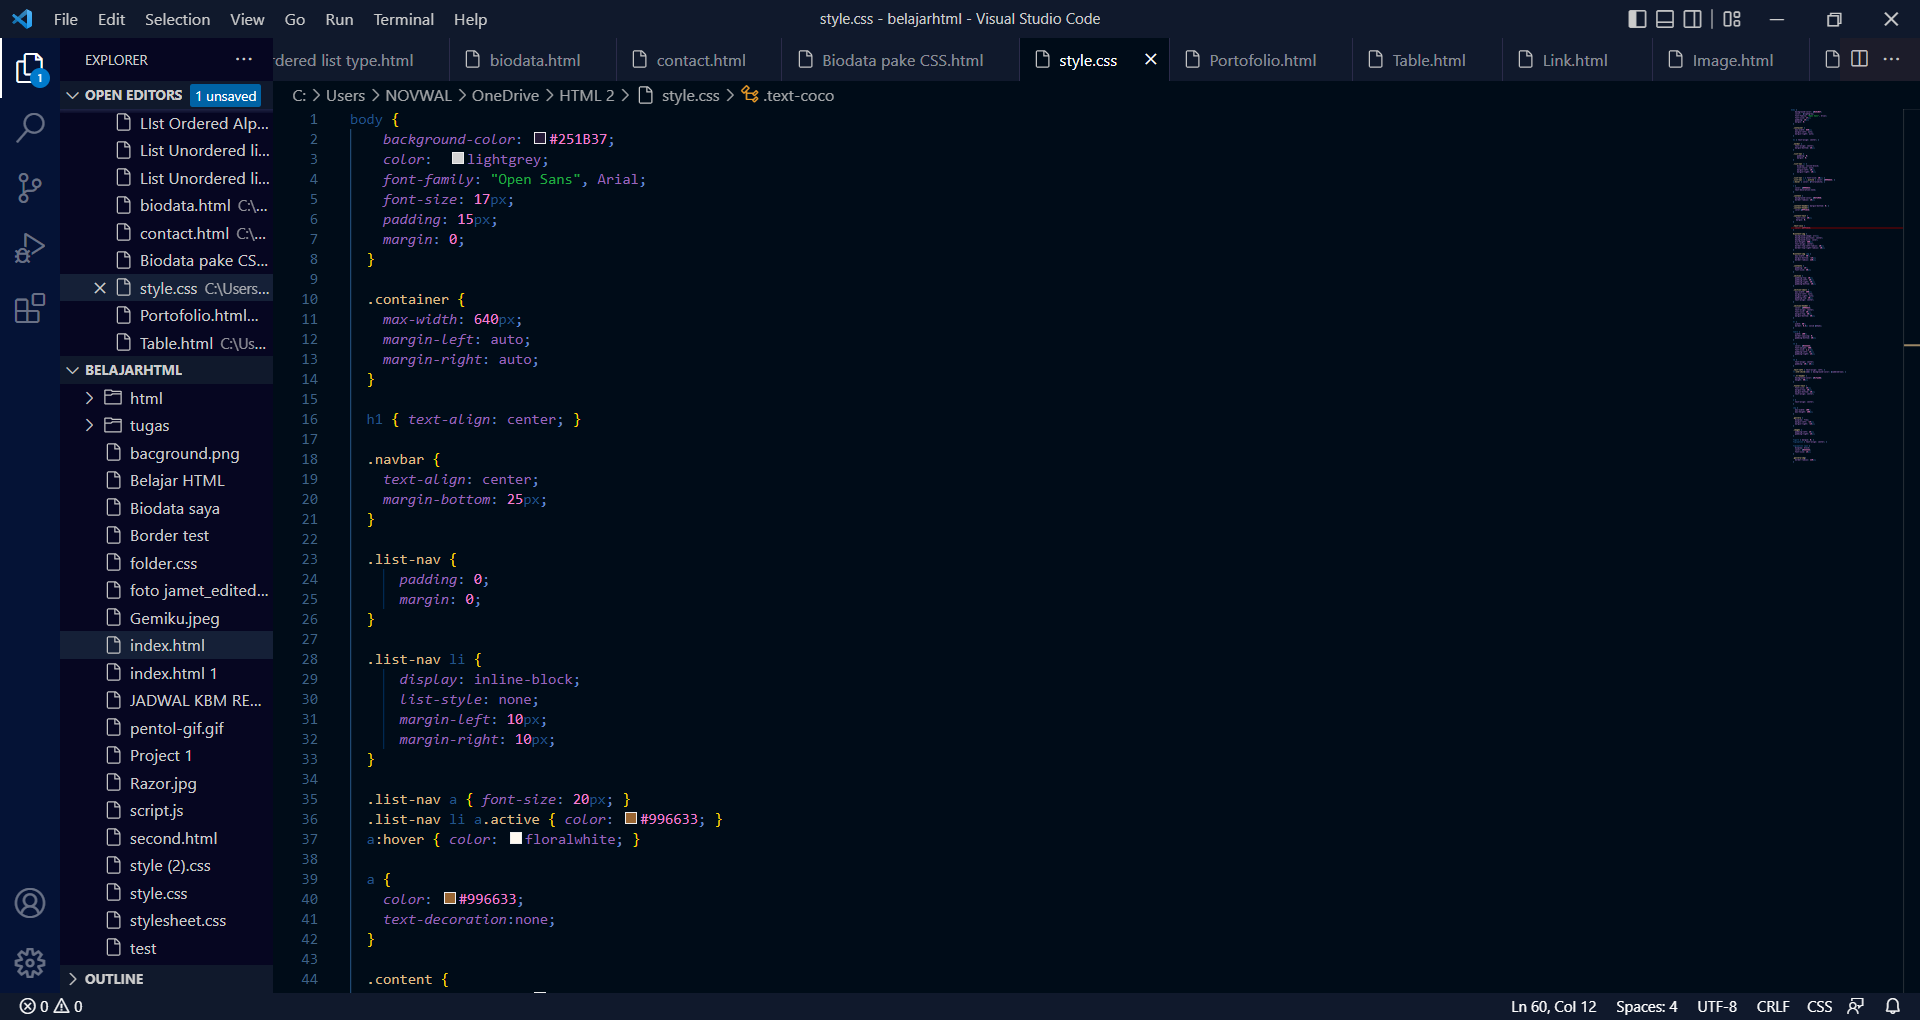 File Edit Selection View Go Run Terminal Help
style.css - belajarhtml - Visual Studio Code
EXPLORER
dered list type.html biodata.html contact.html Biodata pake CSS.html style.css Portofolio.html Table.html Link.html Image.html
1
OPEN EDITORS 1 unsaved
C: > Users > NOVWAL > OneDrive > HTML 2 > style.css > .text-coco
LIst Ordered Alp...
List Unordered li...
List Unordered li...
biodata.html C:\...
contact.html C:\...
Biodata pake CS...
style.css C:\Users...
Portofolio.html...
Table.html C:\Us...
BELAJARHTML
html
tugas
bacground.png
Belajar HTML
Biodata saya
Border test
folder.css
foto jamet_edited...
Gemiku.jpeg
index.html
index.html 1
JADWAL KBM RE...
pentol-gif.gif
Project 1
Razor.jpg
script.js
second.html
style (2).css
style.css
stylesheet.css
test
OUTLINE
1 body {
2 background-color: #251B37;
3 color: lightgrey;
4 font-family: "Open Sans", Arial;
5 font-size: 17px;
6 padding: 15px;
7 margin: 0;
8 }
9
10 .container {
11 max-width: 640px;
12 margin-left: auto;
13 margin-right: auto;
14 }
15
16 h1 { text-align: center; }
17
18 .navbar {
19 text-align: center;
20 margin-bottom: 25px;
21 }
22
23 .list-nav {
24 padding: 0;
25 margin: 0;
26 }
27
28 .list-nav li {
29 display: inline-block;
30 list-style: none;
31 margin-left: 10px;
32 margin-right: 10px;
33 }
34
35 .list-nav a { font-size: 20px; }
36 .list-nav li a.active { color: #996633; }
37 a:hover { color: floralwhite; }
38
39 a {
40 color: #996633;
41 text-decoration:none;
42 }
43
44 .content {
0 0
Ln 60, Col 12 Spaces: 4 UTF-8 CRLF CSS